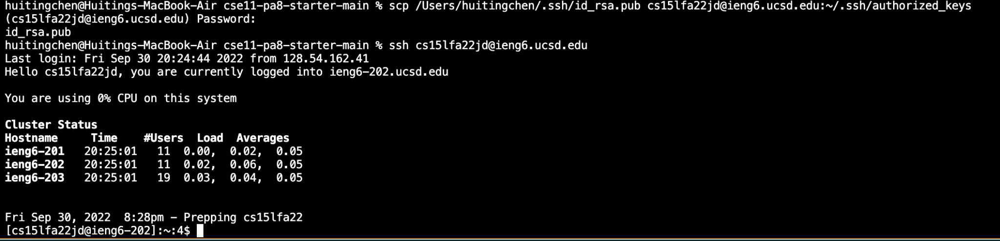 huitingchen@Huitings-MacBook-Air cse11-pa8-starter-main % scp /Users/huitingchen/.ssh/id_rsa.pub cs15lfa22jd@ieng6.ucsd.edu:~/.ssh/authorized_keys
(cs15lfa22jd@ieng6.ucsd.edu) Password:
id_rsa.pub
huitingchen@Huitings-MacBook-Air cse11-pa8-starter-main % ssh cs15lfa22jd@ieng6.ucsd.edu
Last login: Fri Sep 30 20:24:44 2022 from 128.54.162.41
Hello cs15lfa22jd, you are currently logged into ieng6-202.ucsd.edu
You are using 0% CPU on this system
Cluster Status
Hostname     Time    #Users  Load  Averages
ieng6-201   20:25:01   11  0.00,  0.02,  0.05
ieng6-202   20:25:01   11  0.02,  0.06,  0.05
ieng6-203   20:25:01   19  0.03,  0.04,  0.05
Fri Sep 30, 2022  8:28pm - Prepping cs15lfa22
[cs15lfa22jd@ieng6-202]:~:4$